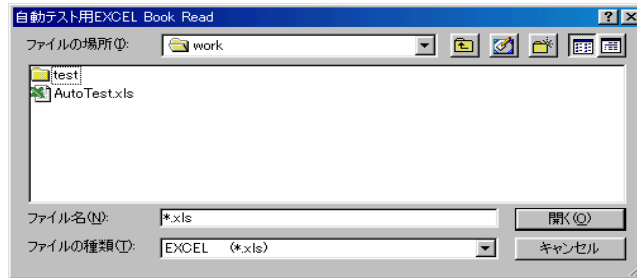 自動テスト用EXCEL Book Read
ファイルの場所(I): work
test
AutoTest.xls
ファイル名(N): *.xls 開く(O)
ファイルの種類(T): EXCEL (*.xls) キャンセル